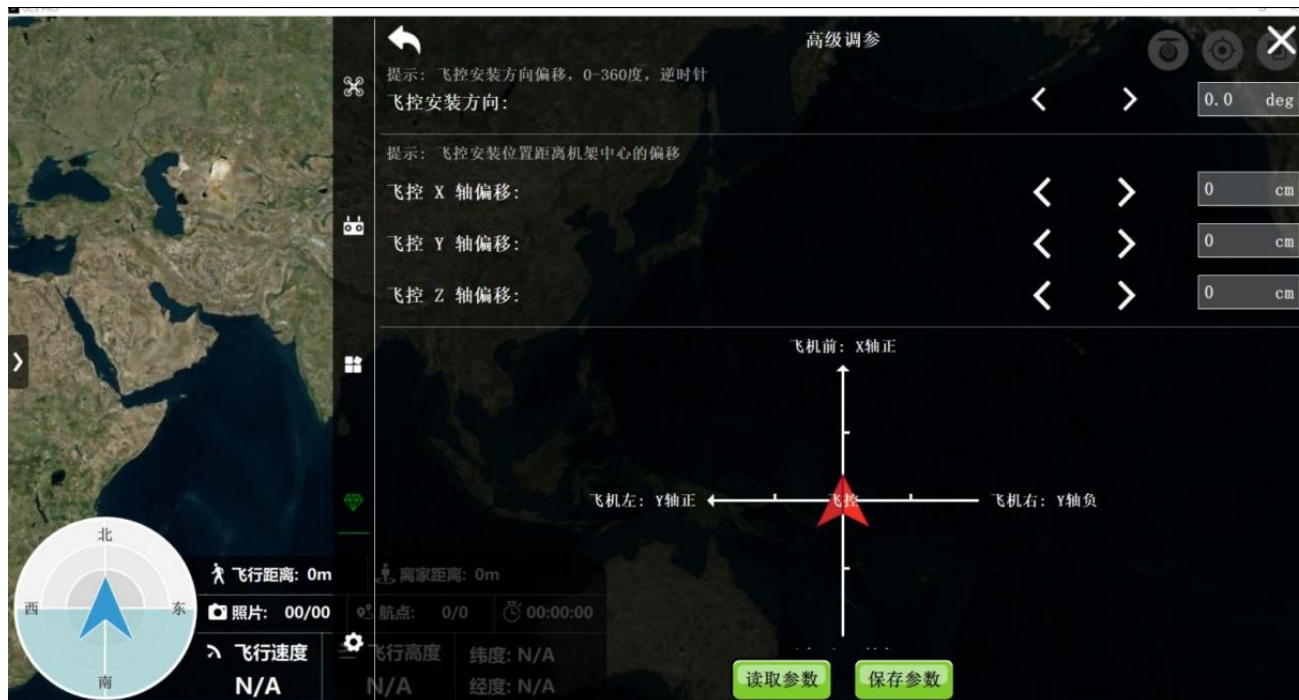 高级调参
提示: 飞控安装方向偏移, 0-360度, 逆时针
飞控安装方向:
0.0 deg
提示: 飞控安装位置距离机架中心的偏移
飞控 X 轴偏移:
0 cm
飞控 Y 轴偏移:
0 cm
飞控 Z 轴偏移:
0 cm
飞机前: X轴正
飞机左: Y轴正
飞控
飞机右: Y轴负
北
西
东
南
飞行距离: 0m
离家距离: 0m
照片: 00/00
航点: 0/0
00:00:00
飞行速度
N/A
飞行高度
N/A
纬度: N/A
经度: N/A
读取参数
保存参数